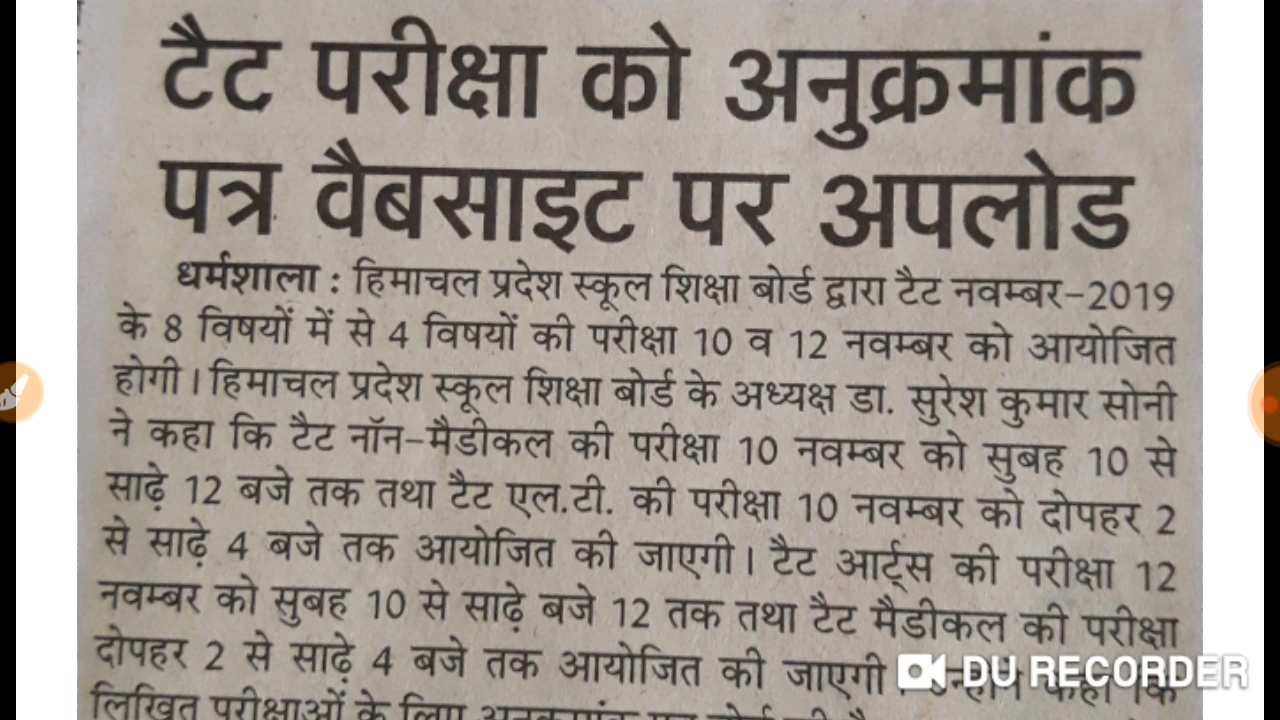 टैट परीक्षा को अनुक्रमांक
पत्र वैबसाइट पर अपलोड
धर्मशाला : हिमाचल प्रदेश स्कूल शिक्षा बोर्ड द्वारा टैट नवम्बर-2019
के 8 विषयों में से 4 विषयों की परीक्षा 10 व 12 नवम्बर को आयोजित
होगी। हिमाचल प्रदेश स्कूल शिक्षा बोर्ड के अध्यक्ष डा. सुरेश कुमार सोनी
ने कहा कि टैट नॉन-मैडीकल की परीक्षा 10 नवम्बर को सुबह 10 से
साढ़े 12 बजे तक तथा टैट एल.टी. की परीक्षा 10 नवम्बर को दोपहर 2
से साढ़े 4 बजे तक आयोजित की जाएगी। टैट आर्ट्स की परीक्षा 12
नवम्बर को सुबह 10 से साढ़े बजे 12 तक तथा टैट मैडीकल की परीक्षा
दोपहर 2 से साढ़े 4 बजे तक आयोजित की जाएगी।
लिखित परीक्षाओं के लिए
DU RECORDER